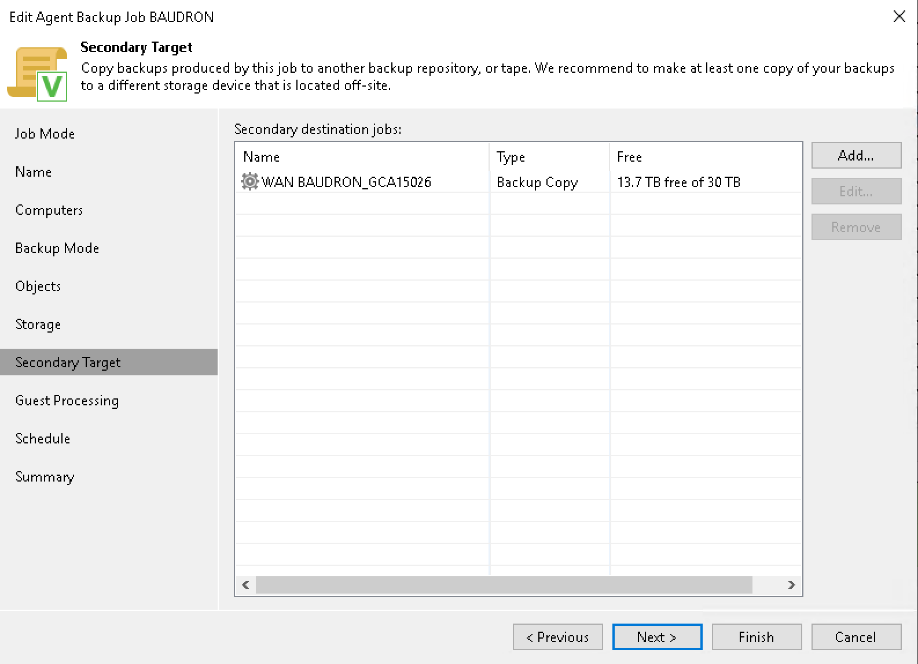 Edit Agent Backup Job BAUDRON
Secondary Target
Copy backups produced by this job to another backup repository, or tape. We recommend to make at least one copy of your backups
to a different storage device that is located off-site.
Job Mode
Name
Computers
Backup Mode
Objects
Storage
Secondary Target
Guest Processing
Schedule
Summary
Secondary destination jobs:
Name Type Free
WAN BAUDRON_GCA15026 Backup Copy 13.7 TB free of 30 TB
Add...
Edit...
Remove
< Previous Next > Finish Cancel